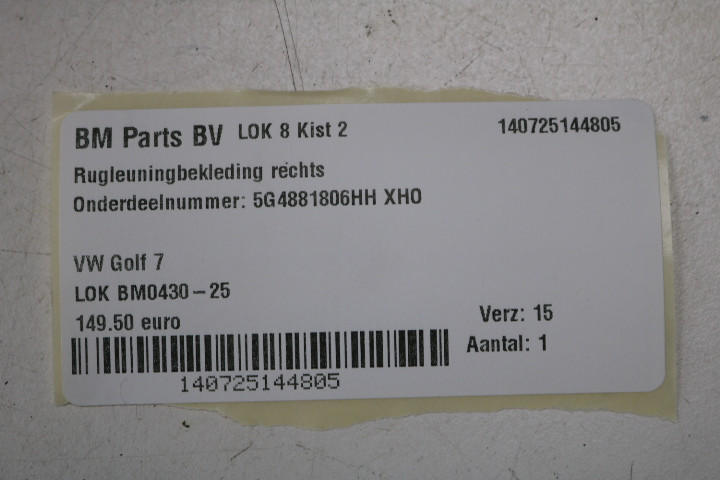 BM Parts BV LOK 8 Kist 2 140725144805
Rugleuningbekleding rechts
Onderdeelnummer: 5G4881806HH XHO
VW Golf 7
LOK BM0430-25
149.50 euro
Verz: 15
Aantal: 1
140725144805